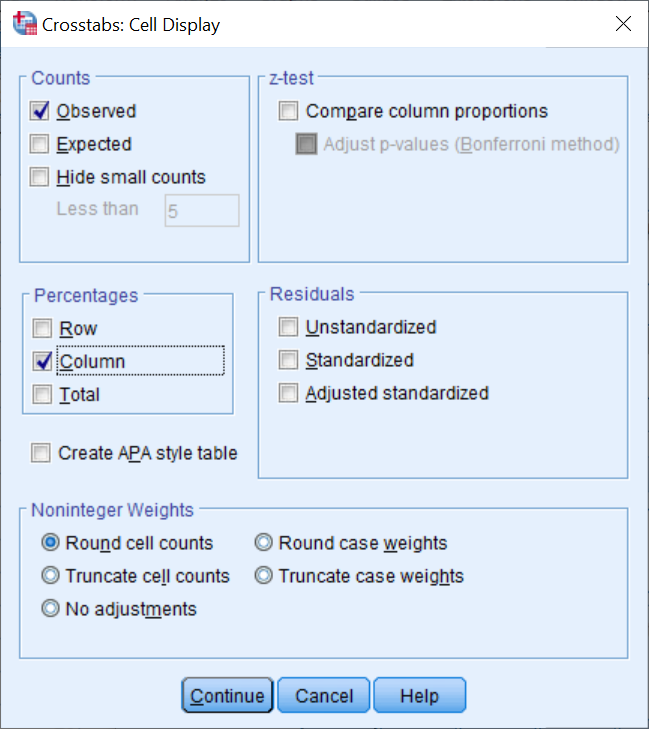 Crosstabs: Cell Display
Counts
Observed
Expected
Hide small counts
Less than 5
z-test
Compare column proportions
Adjust p-values (Bonferroni method)
Percentages
Row
Column
Total
Create APA style table
Residuals
Unstandardized
Standardized
Adjusted standardized
Noninteger Weights
Round cell counts Round case weights
Truncate cell counts Truncate case weights
No adjustments
Continue Cancel Help